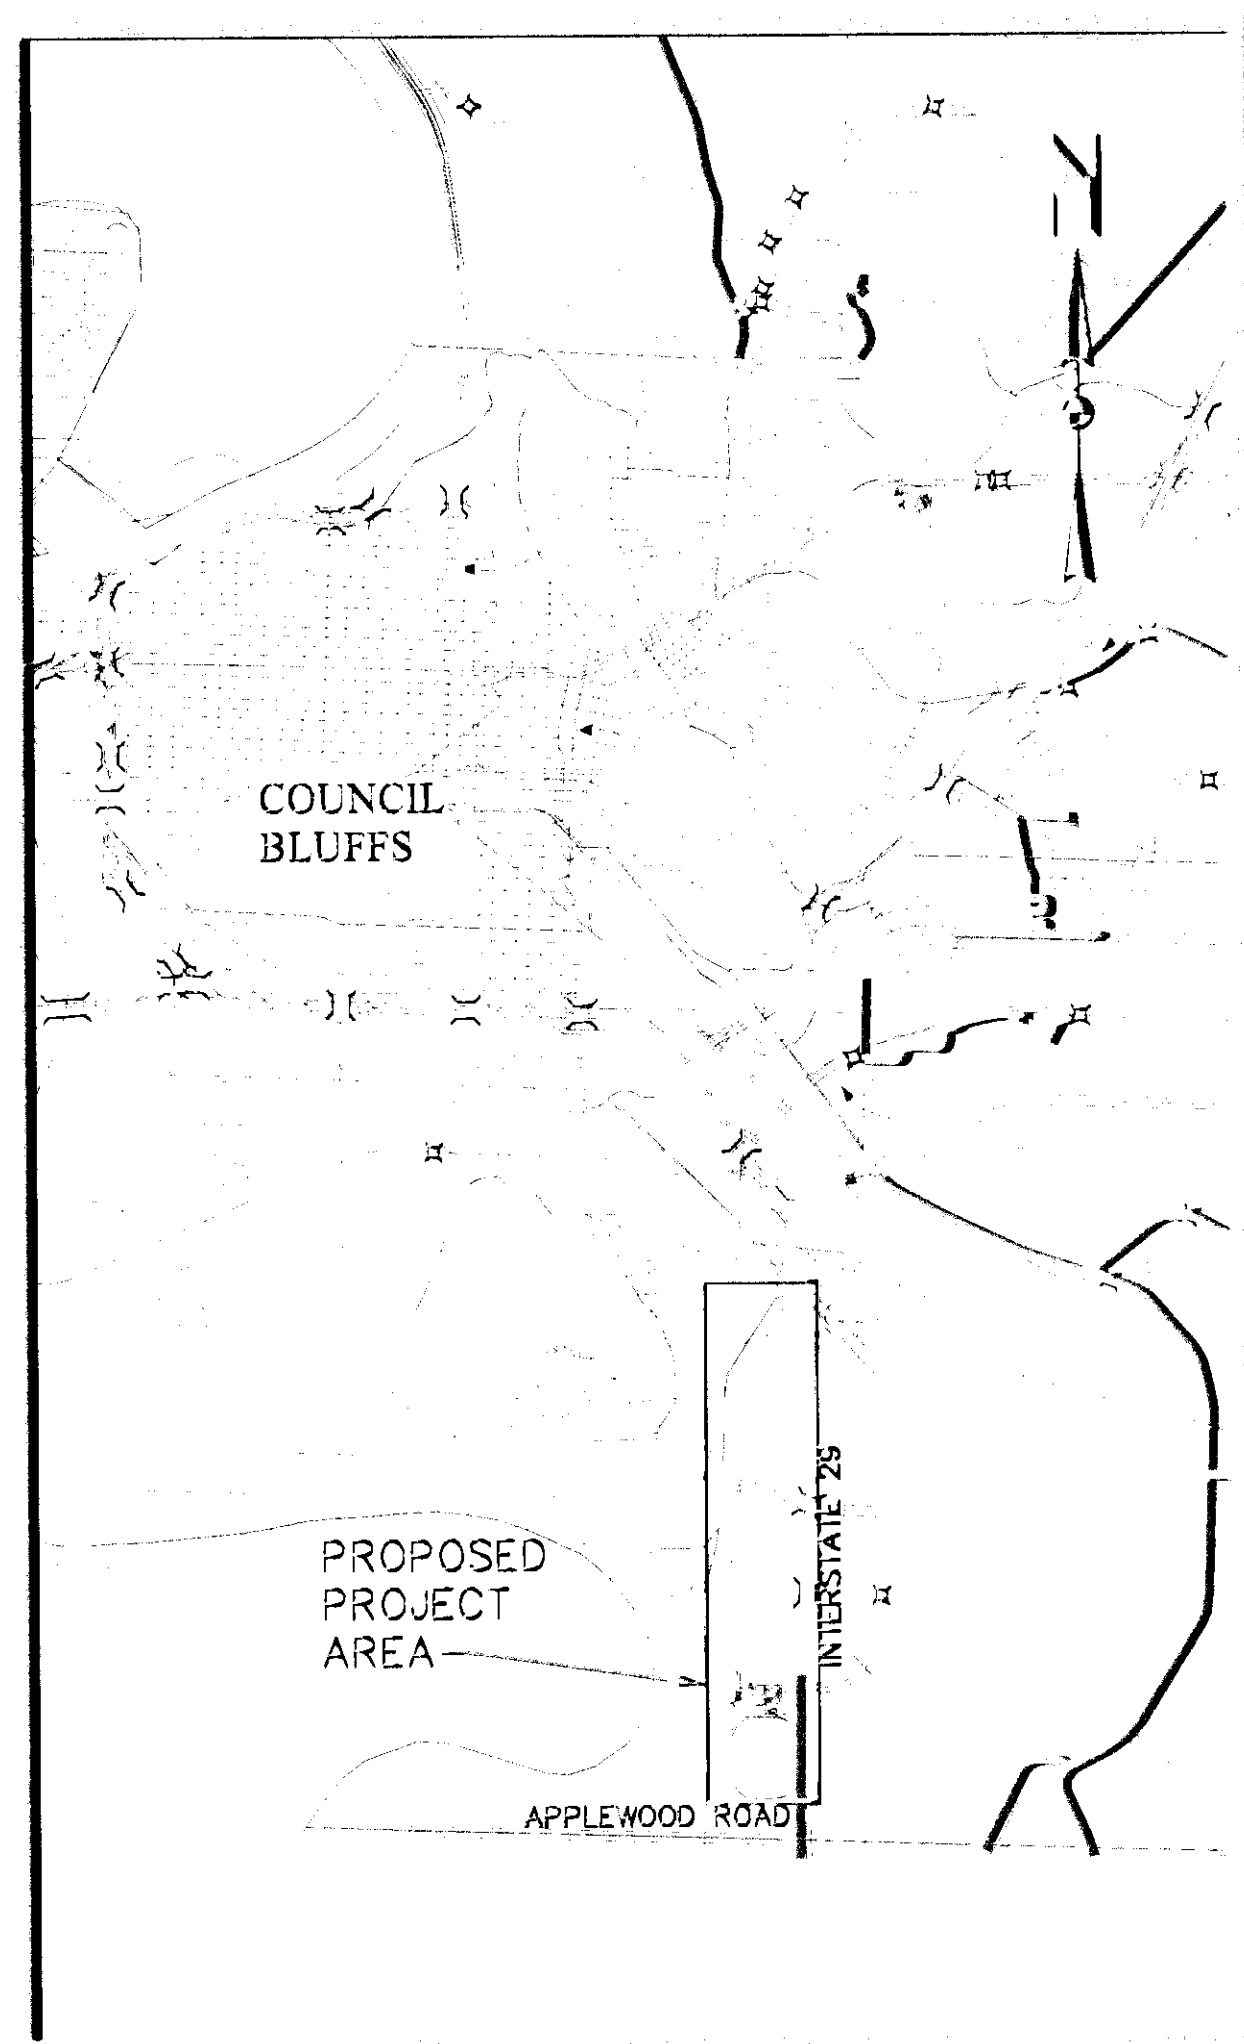 N
COUNCIL
BLUFFS
INTERSTATE 29
PROPOSED
PROJECT
AREA
APPLEWOOD ROAD